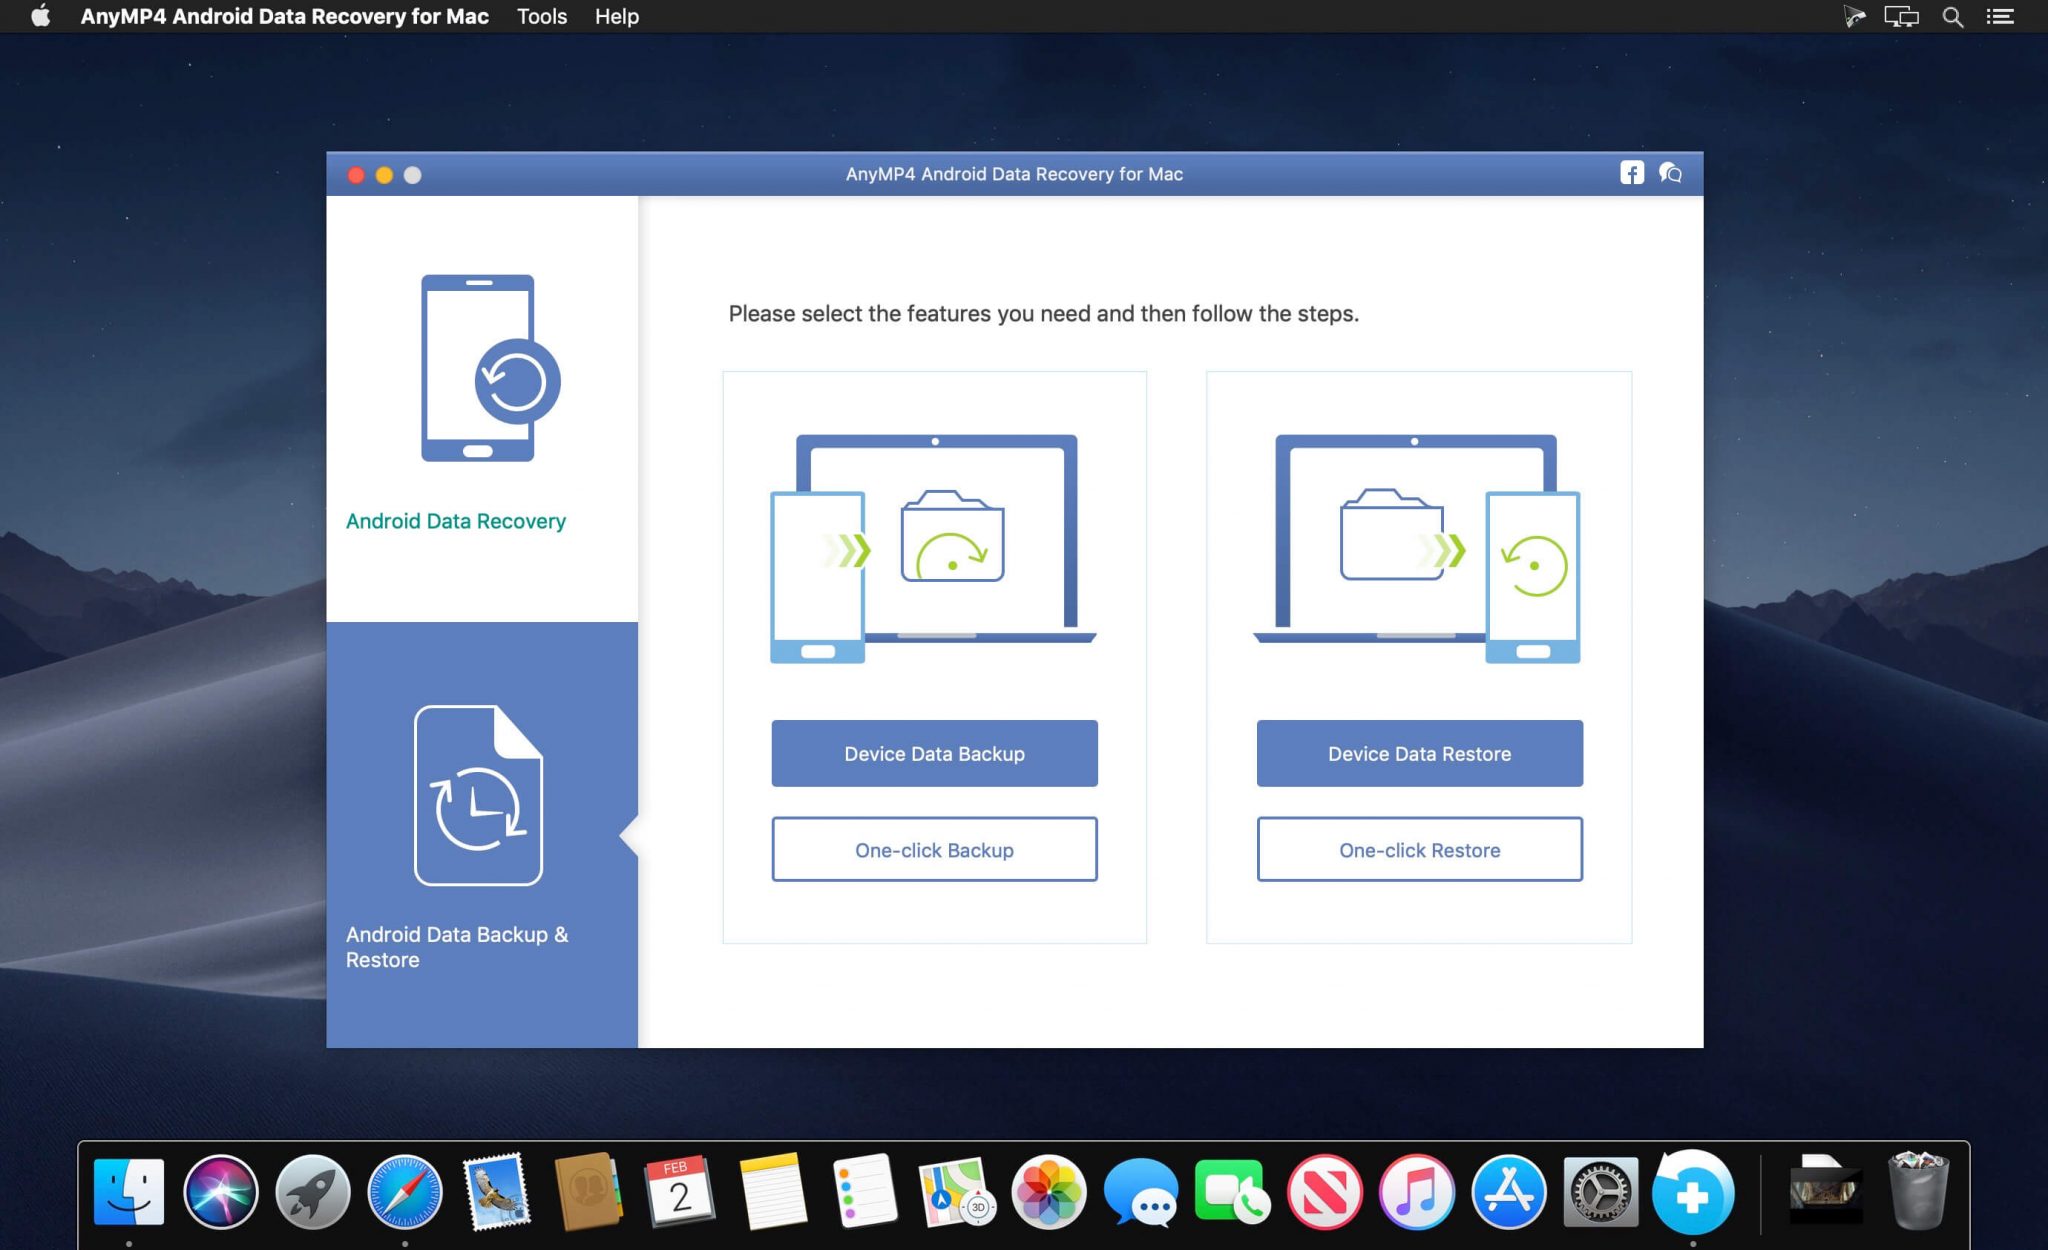 AnyMP4 Android Data Recovery for Mac Tools Help
AnyMP4 Android Data Recovery for Mac
Android Data Recovery
Android Data Backup &
Restore
Please select the features you need and then follow the steps.
Device Data Backup
One-click Backup
Device Data Restore
One-click Restore
FEB
2
3D